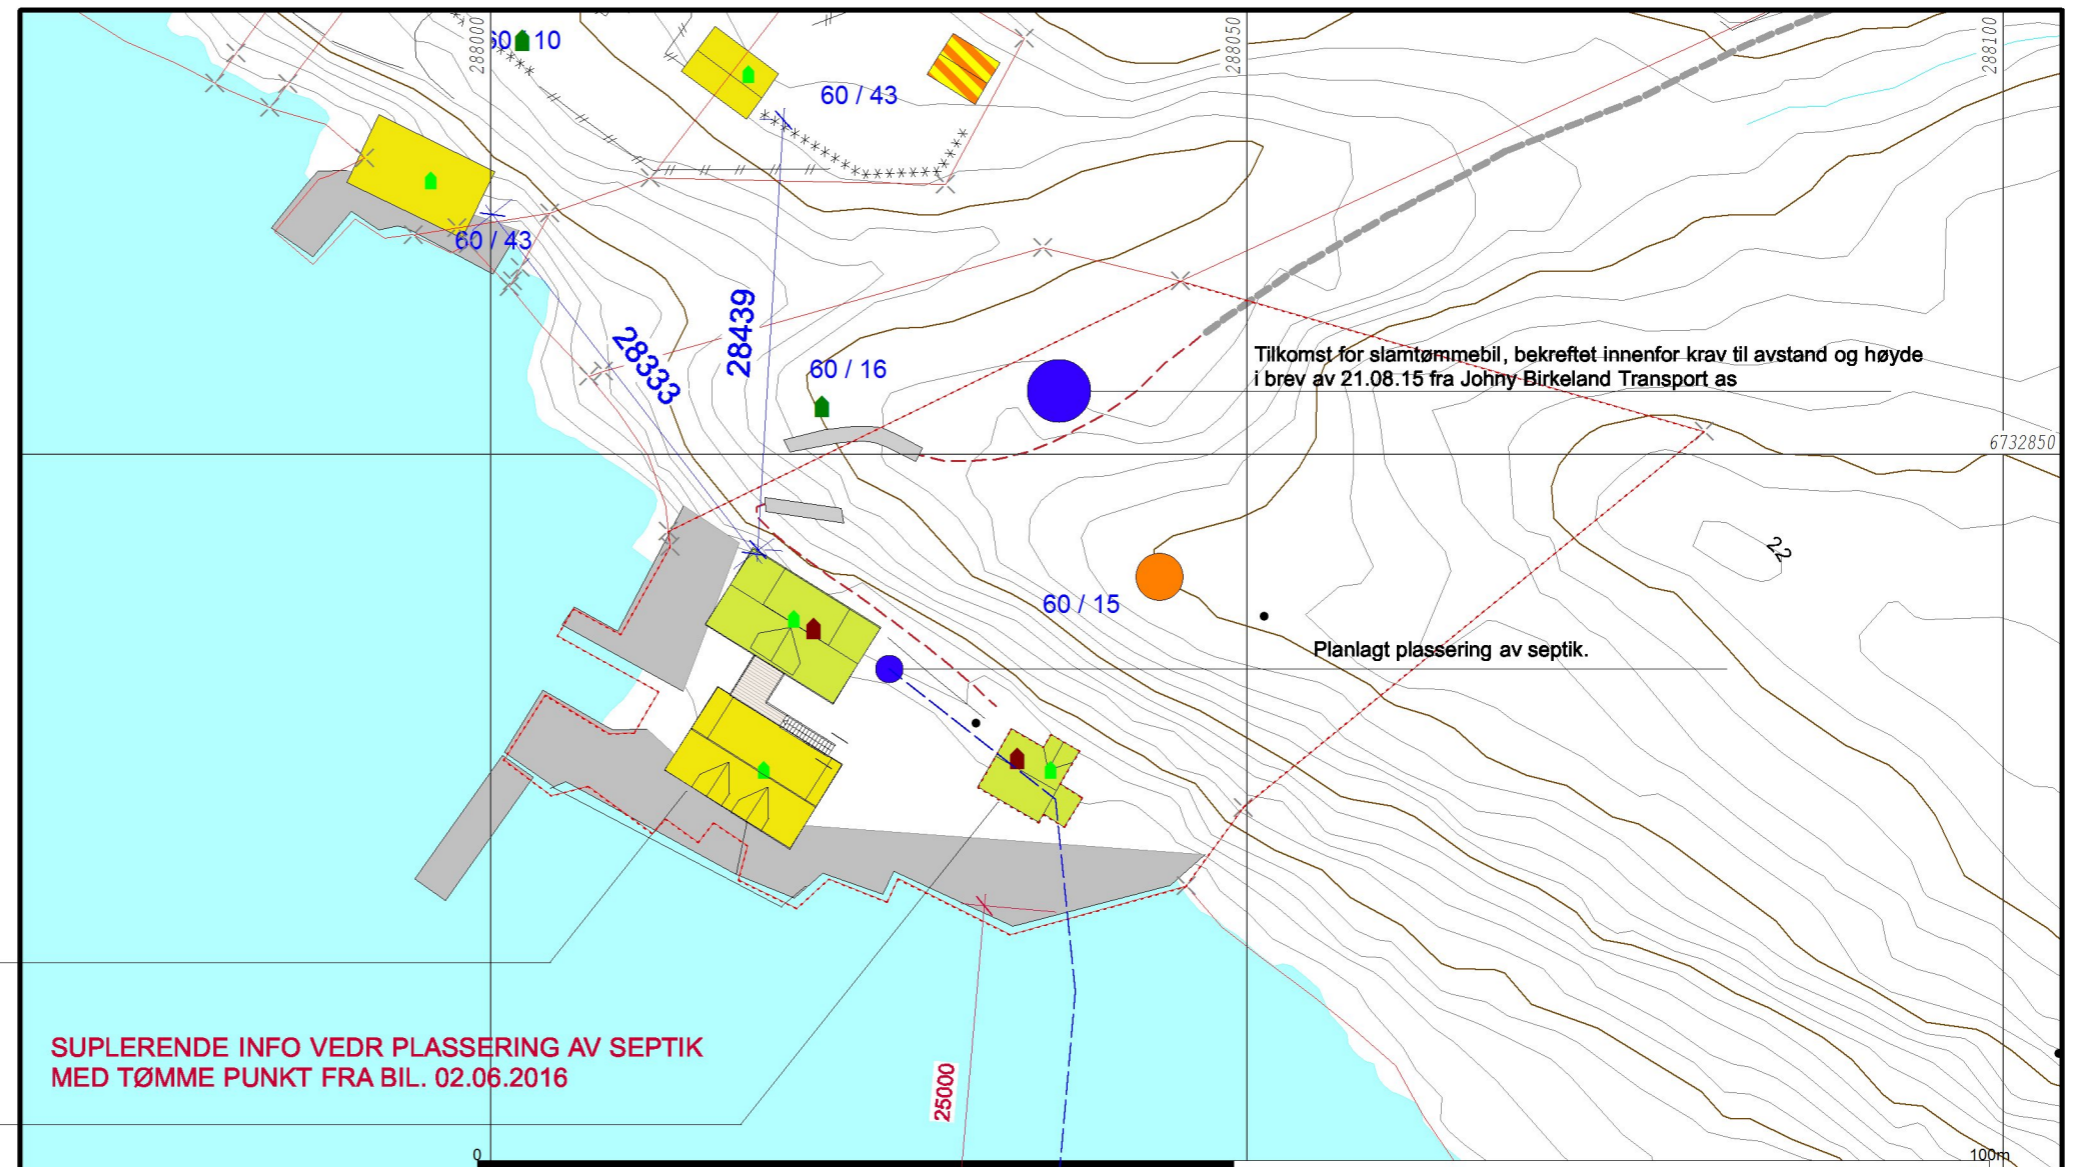 288000
288050
288100
60 / 10
60 / 43
60 / 43
28333
28439
60 / 16
Tilkomst for slamtømmebil, bekreftet innenfor krav til avstand og høyde
i brev av 21.08.15 fra Johny Birkeland Transport as
6732850
22
60 / 15
Planlagt plassering av septik.
SUPLERENDE INFO VEDR PLASSERING AV SEPTIK
MED TØMME PUNKT FRA BIL. 02.06.2016
25000
0
100m